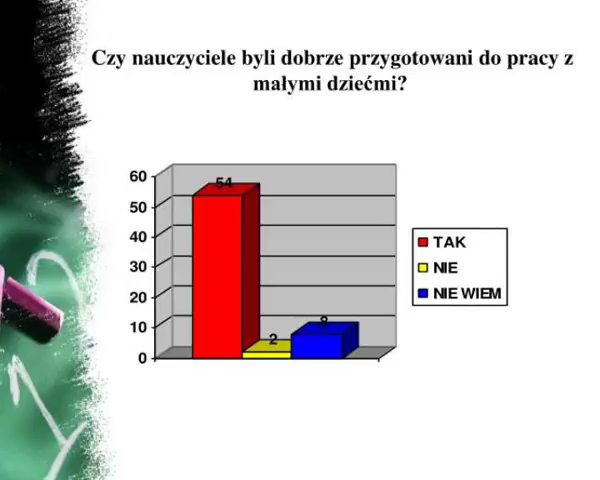 Czy nauczyciele byli dobrze przygotowani do pracy z
małymi dziećmi?
60
50
40
30
20
10
0
54
2
8
TAK
NIE
NIE WIEM